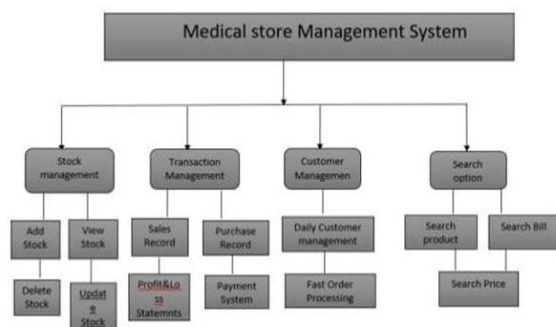 Medical store Management System
Stock
management
Transaction
Management
Customer
Managemen
Search
option
Add
Stock
View
Stock
Sales
Record
Purchase
Record
Daily Customer
management
Search
product
Search Bill
Delete
Stock
Updat
e
Stock
Profit&Lo
ss
Statemnts
Payment
System
Fast Order
Processing
Search Price